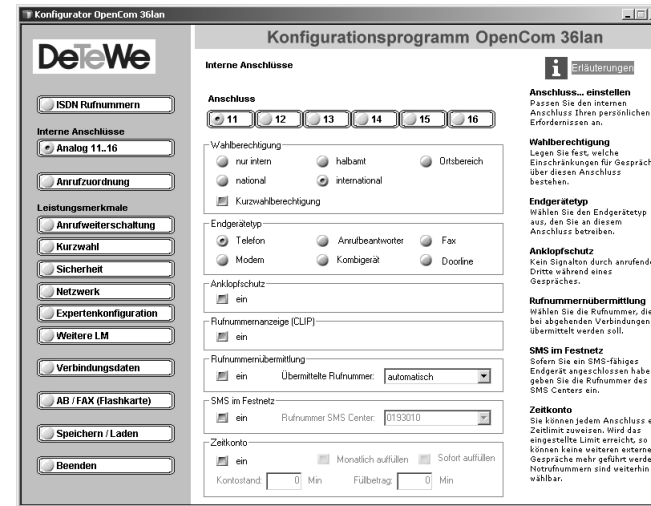 Konfigurator OpenCom 36lan
DeTeWe
Konfigurationsprogramm OpenCom 36lan
ISDN Rufnummern
Interne Anschlüsse
Analog 11..16
Anrufzuordnung
Leistungsmerkmale
Anrufweiterschaltung
Kurzwahl
Sicherheit
Netzwerk
Expertenkonfiguration
Weitere LM
Verbindungsdaten
AB / FAX (Flashkarte)
Speichern / Laden
Beenden
Interne Anschlüsse
Anschluss
11 12 13 14 15 16
Wahlberechtigung
nur intern halbamt Ortsbereich
national international
Kurzwahlberechtigung
Endgerätetyp
Telefon Anrufbeantworter Fax
Modem Kombigerät Doorline
Anklopfschutz
ein
Rufnummernanzeige (CLIP)
ein
Rufnummernübermittlung
ein Übermittelte Rufnummer: automatisch
SMS im Festnetz
ein Rufnummer SMS Center: 0193010
Zeitkonto
ein Monatlich auffüllen Sofort auffüllen
Kontostand: 0 Min Füllbetrag: 0 Min
i Erläuterungen
Anschluss... einstellen
Passen Sie den internen
Anschluss Ihren persönlichen
Erfordernissen an.
Wahlberechtigung
Legen Sie fest, welche
Einschränkungen für Gespräch
über diesen Anschluss
bestehen.
Endgerätetyp
Wählen Sie den Endgerätetyp
aus, den Sie an diesem
Anschluss betreiben.
Anklopfschutz
Kein Signalton durch anrufende
Dritte während eines
Gespräches.
Rufnummernübermittlung
Wählen Sie die Rufnummer, die
bei abgehenden Verbindungen
übermittelt werden soll.
SMS im Festnetz
Sofern Sie ein SMS-fähiges
Endgerät angeschlossen habe
geben Sie die Rufnummer des
SMS Centers ein.
Zeitkonto
Sie können jedem Anschluss e
Zeitlimit zuweisen. Wird das
eingestellte Limit erreicht, so
können keine weiteren externe
Gespräche mehr geführt werde
Notrufnummern sind weiterhin
wählbar.